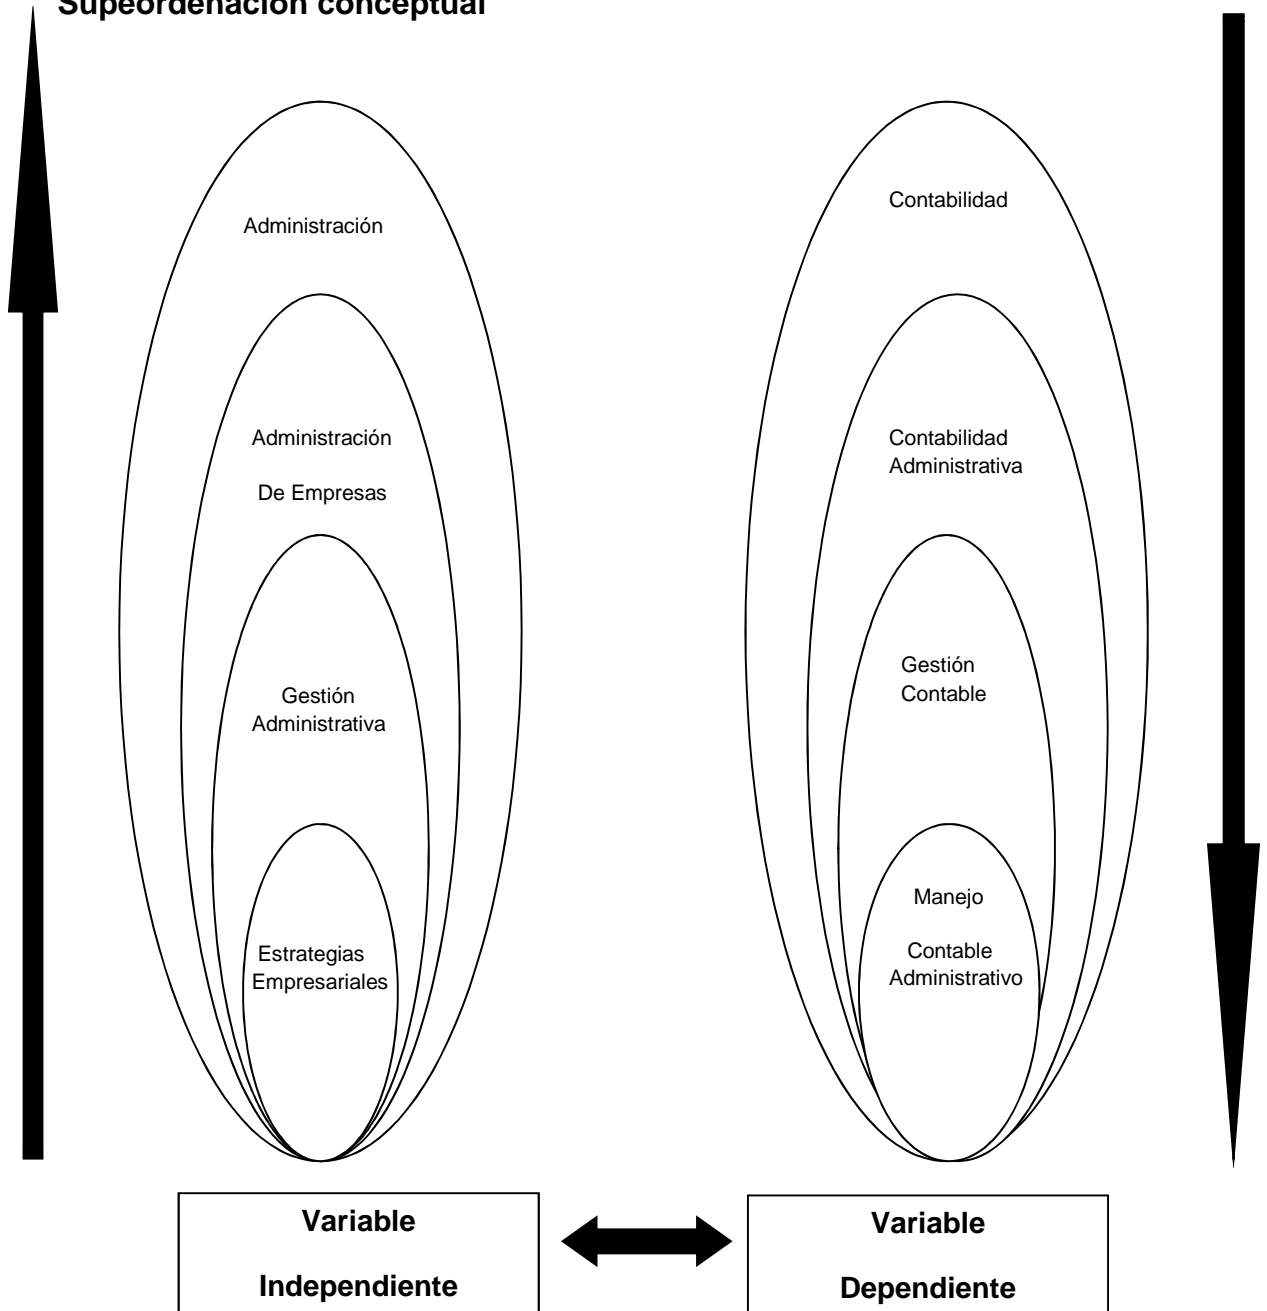 Supeordenación conceptual
Administración
Administración
De Empresas
Gestión
Administrativa
Estrategias
Empresariales
Contabilidad
Contabilidad
Administrativa
Gestión
Contable
Manejo
Contable
Administrativo
Variable
Independiente
Variable
Dependiente